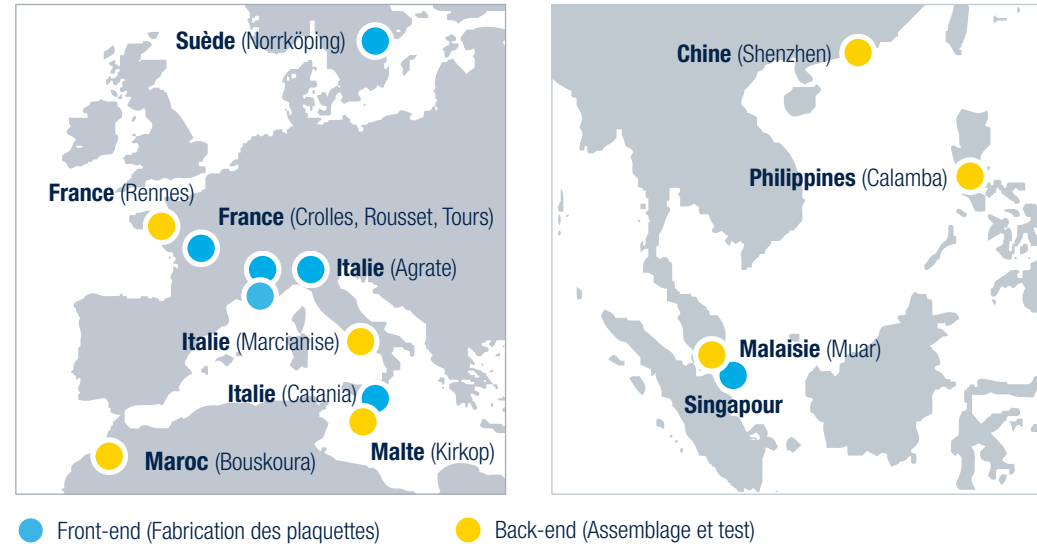 Suède (Norrköping)
France (Rennes)
France (Crolles, Rousset, Tours)
Italie (Agrate)
Italie (Marcianise)
Italie (Catania)
Malte (Kirkop)
Maroc (Bouskoura)
Chine (Shenzhen)
Philippines (Calamba)
Malaisie (Muar)
Singapour
Front-end (Fabrication des plaquettes)
Back-end (Assemblage et test)